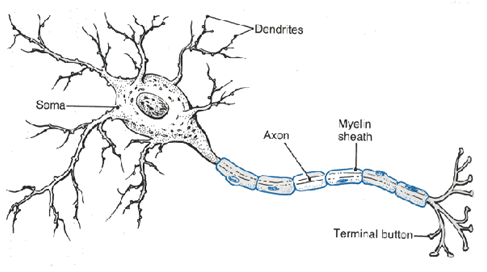 Dendrites
Soma
Axon
Myelin
sheath
Terminal button